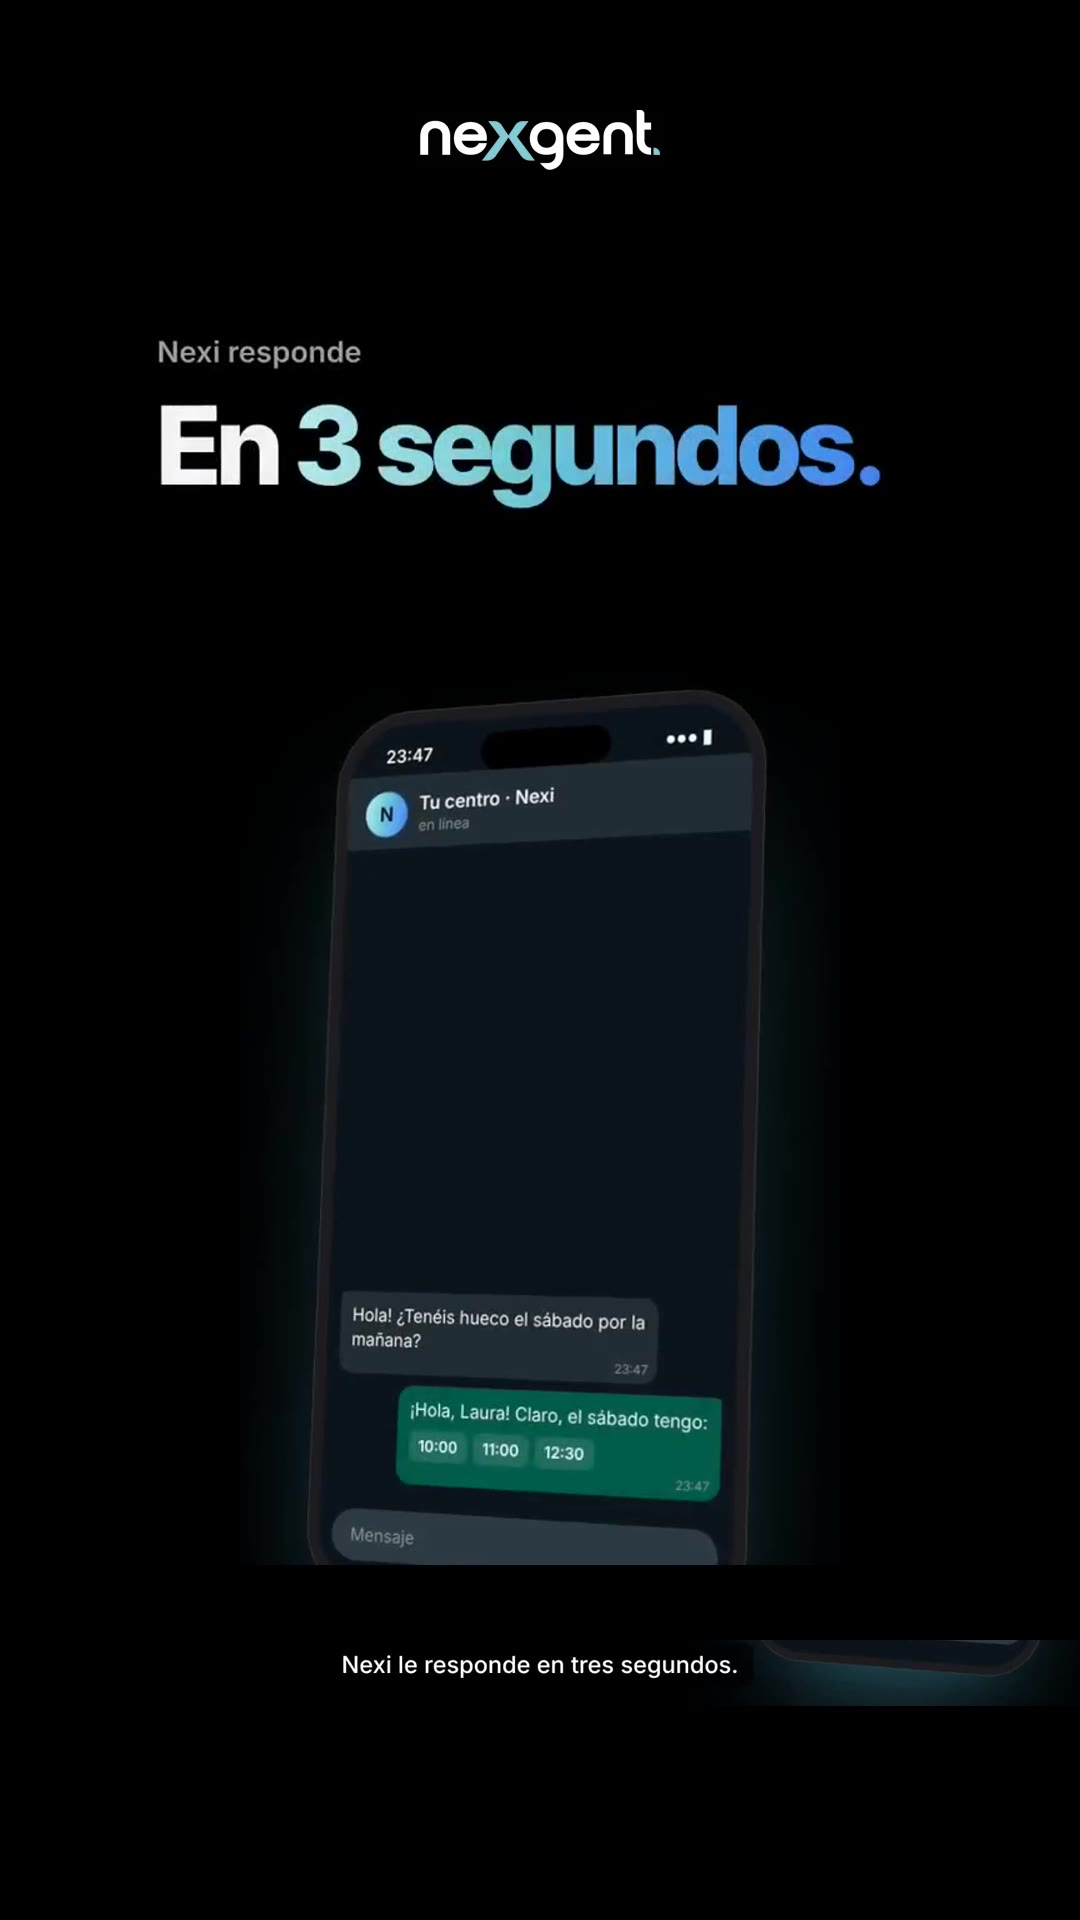 nexgent.
Nexi responde
En 3 segundos.
23:47
N
Tu centro · Nexi
en línea
Hola! ¿Tenéis hueco el sábado por la
mañana?
23:47
¡Hola, Laura! Claro, el sábado tengo:
10:00 11:00 12:30
23:47
Mensaje
Nexi le responde en tres segundos.